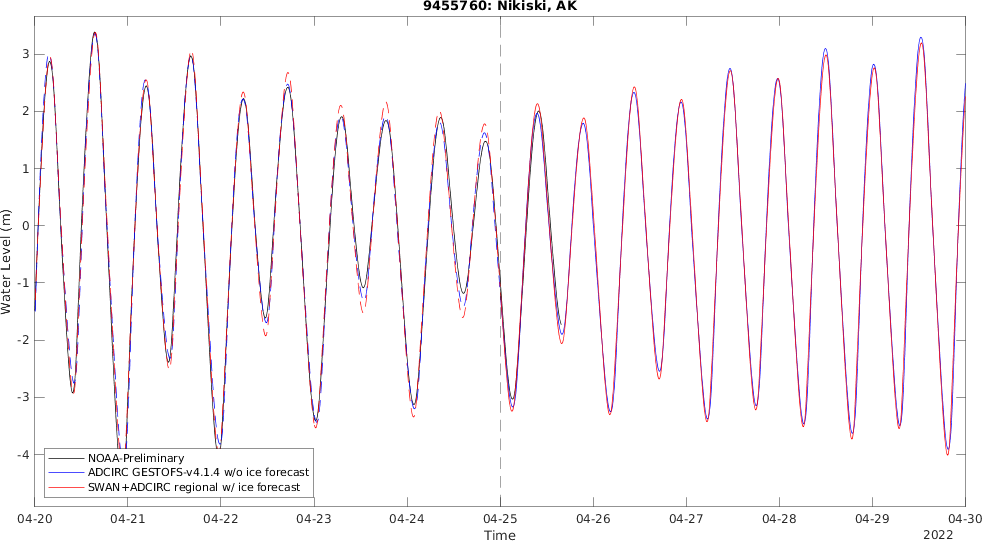 9455760: Nikiski, AK
Water Level (m)
3
2
1
0
-1
-2
-3
-4
NOAA-Preliminary
ADCIRC GESTOFS-v4.1.4 w/o ice forecast
SWAN+ADCIRC regional w/ ice forecast
04-20 04-21 04-22 04-23 04-24 04-25 04-26 04-27 04-28 04-29 04-30
Time
2022